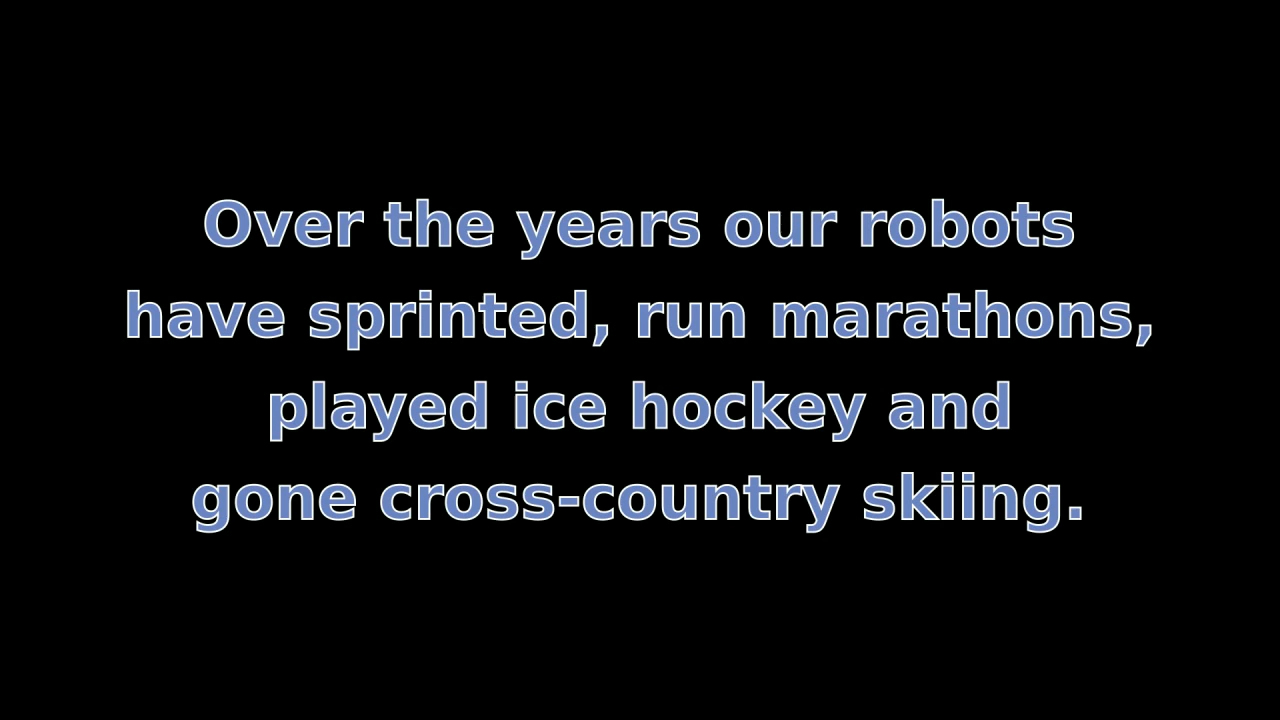 Over the years our robots
have sprinted, run marathons,
played ice hockey and
gone cross-country skiing.